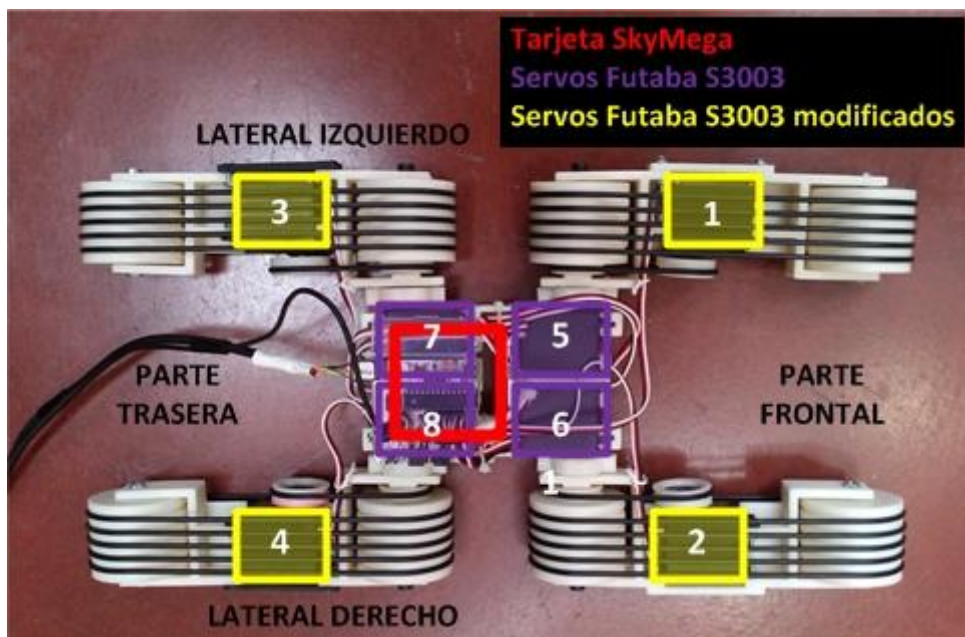 Tarjeta SkyMega
Servos Futaba S3003
Servos Futaba S3003 modificados
LATERAL IZQUIERDO
3
1
7
5
PARTE
TRASERA
PARTE
FRONTAL
8
6
1
4
2
LATERAL DERECHO